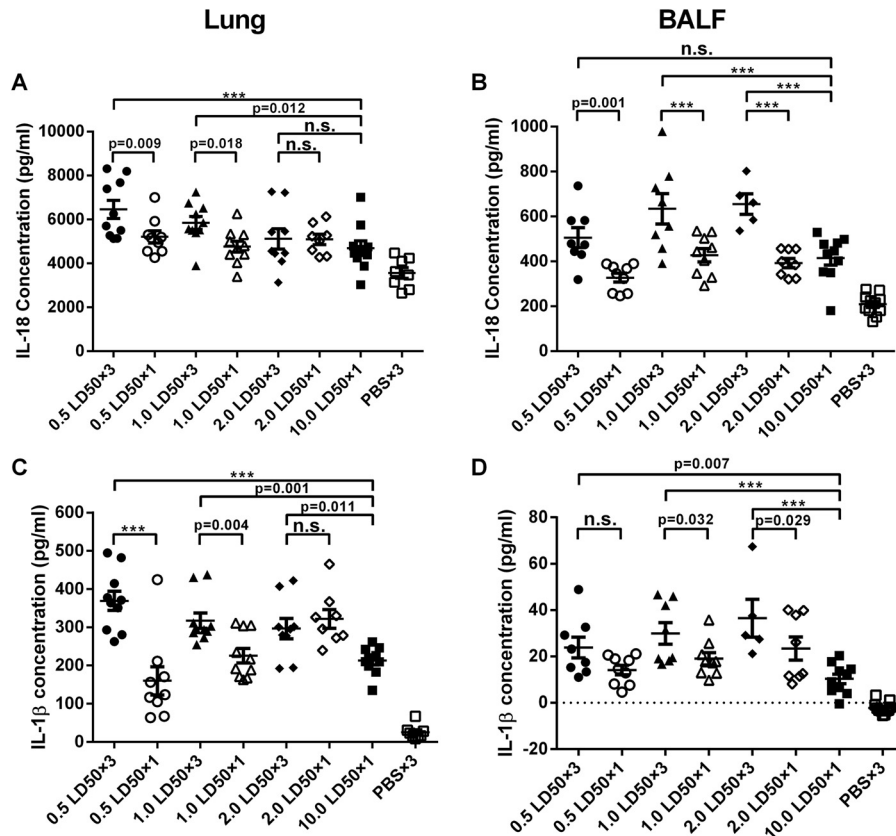 Lung
BALF
A
***
p=0.012
n.s.
p=0.009
p=0.018
n.s.
IL-18 Concentration (pg/ml)
10000
8000
6000
4000
2000
0
0.5 LD50×3
0.5 LD50×1
1.0 LD50×3
1.0 LD50×1
2.0 LD50×3
2.0 LD50×1
10.0 LD50×1
PBS×3
B
n.s.
***
***
p=0.001
***
***
IL-18 Concentration (pg/ml)
1000
800
600
400
200
0
0.5 LD50×3
0.5 LD50×1
1.0 LD50×3
1.0 LD50×1
2.0 LD50×3
2.0 LD50×1
10.0 LD50×1
PBS×3
C
***
p=0.001
p=0.011
***
p=0.004
n.s.
IL-1β concentration (pg/ml)
600
500
400
300
200
100
0
0.5 LD50×3
0.5 LD50×1
1.0 LD50×3
1.0 LD50×1
2.0 LD50×3
2.0 LD50×1
10.0 LD50×1
PBS×3
D
p=0.007
***
***
n.s.
p=0.032
p=0.029
IL-1β concentration (pg/ml)
80
60
40
20
0
-20
0.5 LD50×3
0.5 LD50×1
1.0 LD50×3
1.0 LD50×1
2.0 LD50×3
2.0 LD50×1
10.0 LD50×1
PBS×3